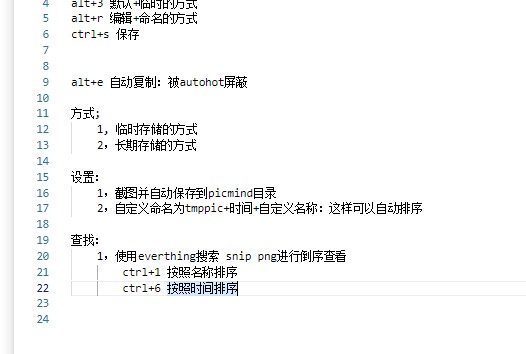 4 alt+3 默认+临时的方式
5 alt+r 编辑+命名的方式
6 ctrl+s 保存
7
8
9 alt+e 自动复制：被autohot屏蔽
10
11 方式;
12 1，临时存储的方式
13 2，长期存储的方式
14
15 设置：
16 1，截图并自动保存到picmind目录
17 2，自定义命名为tmppic+时间+自定义名称：这样可以自动排序
18
19 查找：
20 1，使用everthing搜索 snip png进行倒序查看
21 ctrl+1 按照名称排序
22 ctrl+6 按照时间排序
23
24